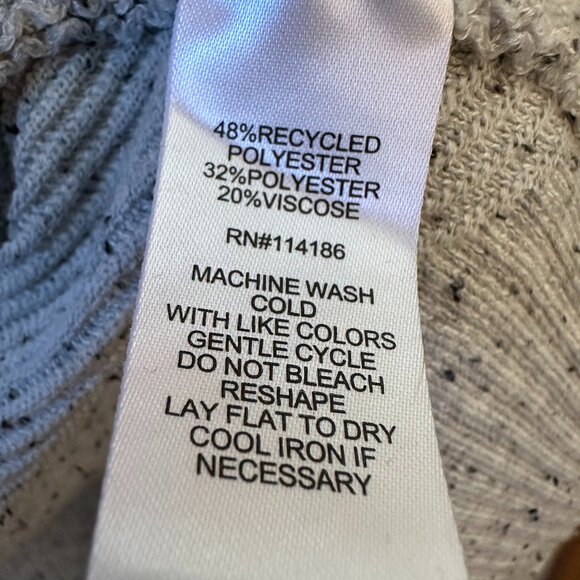 48%RECYCLED
POLYESTER
32%POLYESTER
20%VISCOSE
RN#114186
MACHINE WASH
COLD
WITH LIKE COLORS
GENTLE CYCLE
DO NOT BLEACH
RESHAPE
LAY FLAT TO DRY
COOL IRON IF
NECESSARY